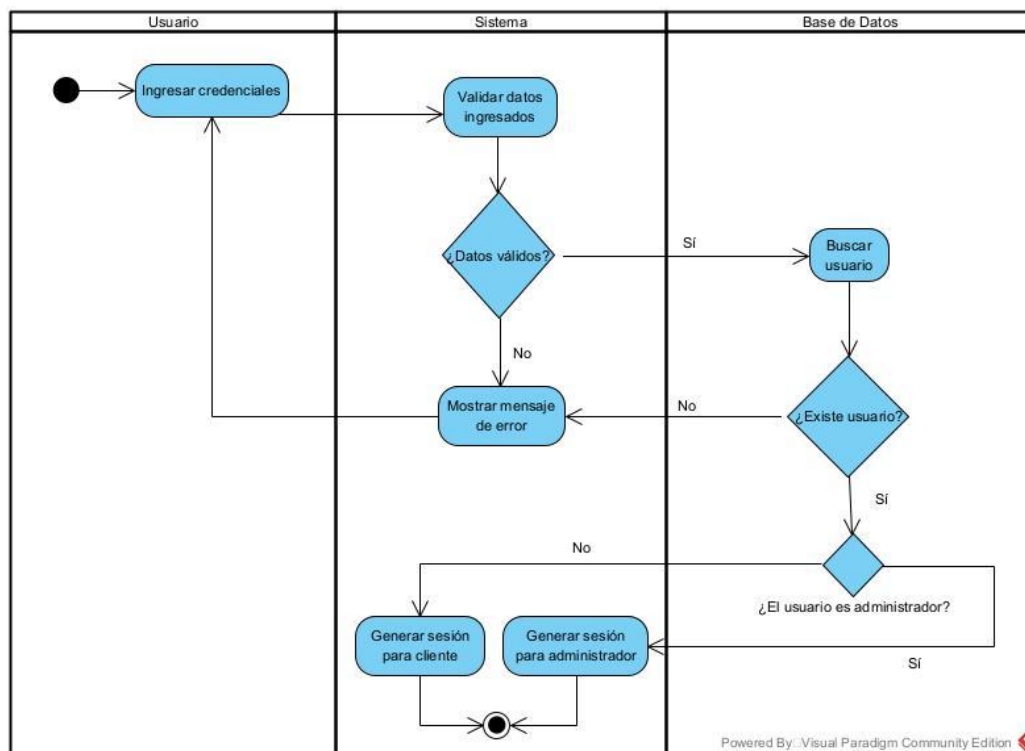 Usuario
Sistema
Base de Datos
Ingresar credenciales
Validar datos
ingresados
¿Datos válidos?
Sí
Buscar
usuario
No
Mostrar mensaje
de error
No
¿Existe usuario?
Sí
No
¿El usuario es administrador?
Generar sesión
para cliente
Generar sesión
para administrador
Sí
Powered By Visual Paradigm Community Edition